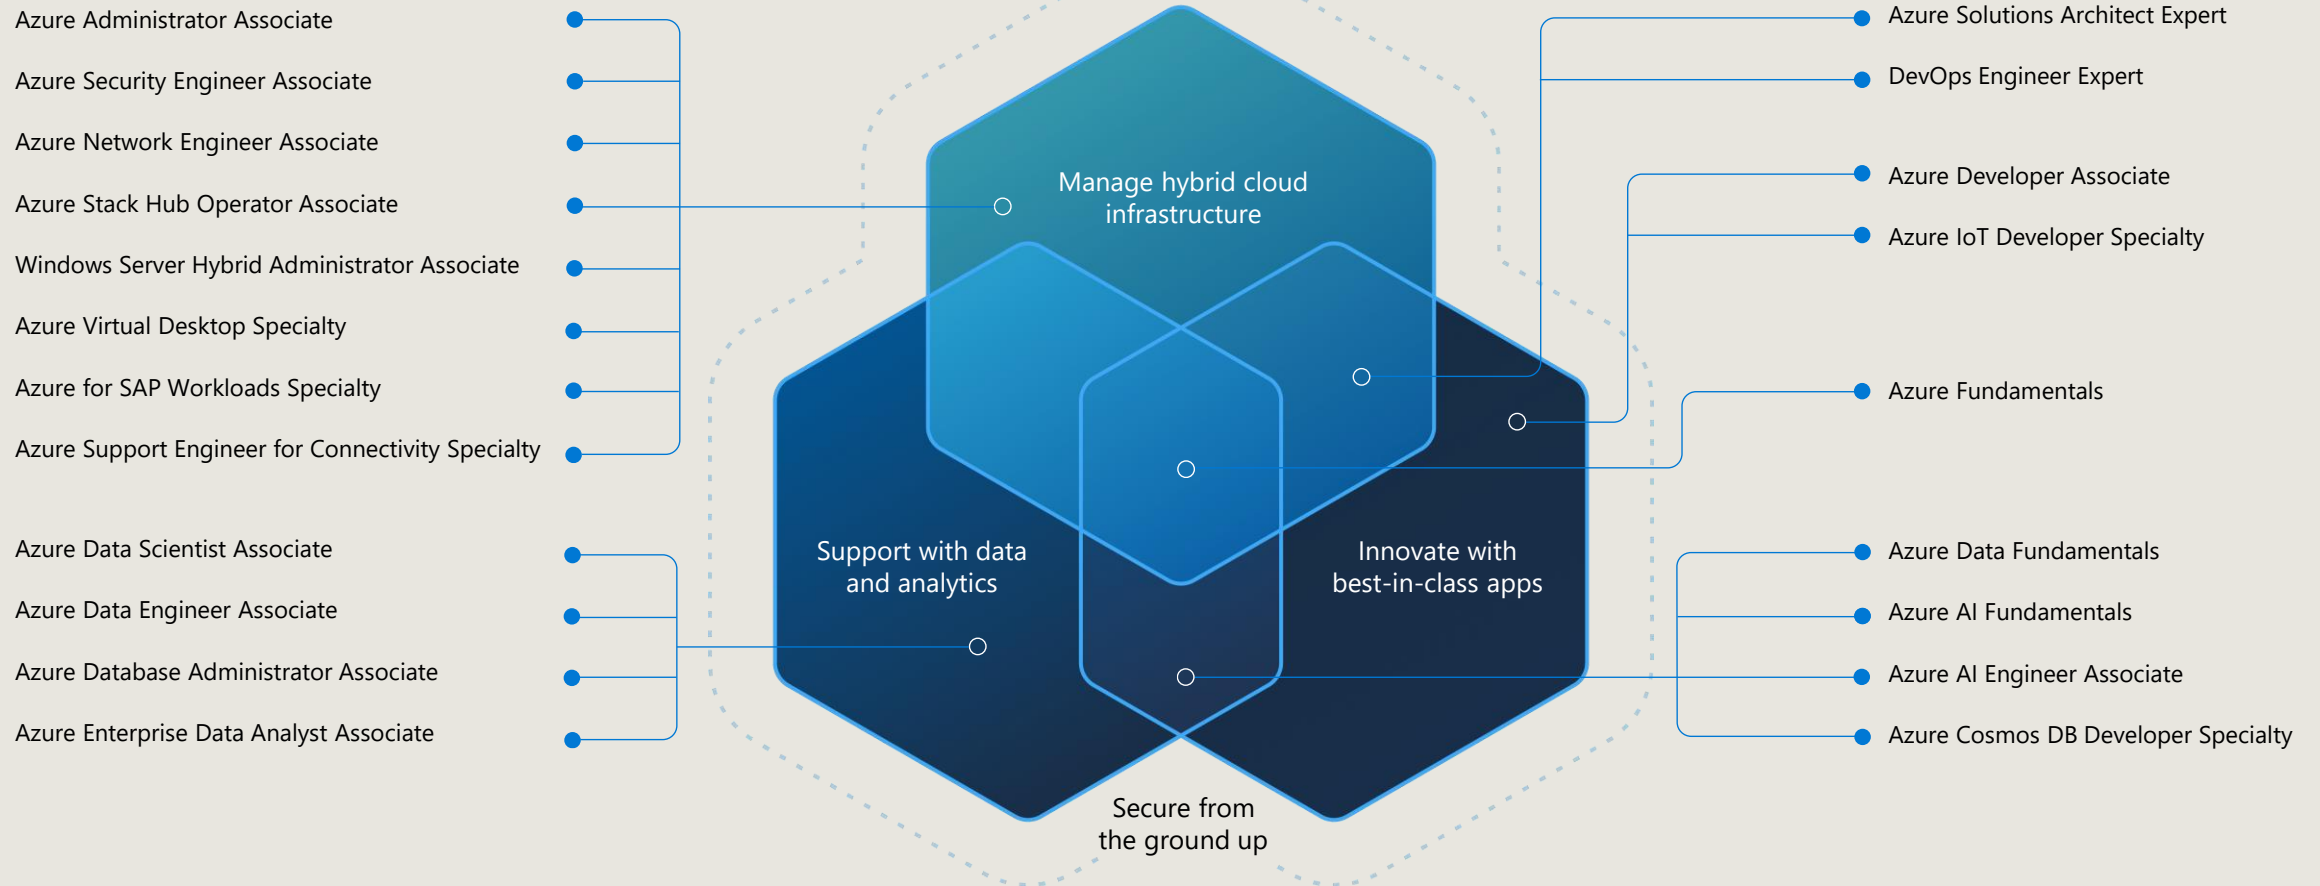 Azure Administrator Associate
Azure Security Engineer Associate
Azure Network Engineer Associate
Azure Stack Hub Operator Associate
Windows Server Hybrid Administrator Associate
Azure Virtual Desktop Specialty
Azure for SAP Workloads Specialty
Azure Support Engineer for Connectivity Specialty
Azure Data Scientist Associate
Azure Data Engineer Associate
Azure Database Administrator Associate
Azure Enterprise Data Analyst Associate
Manage hybrid cloud
infrastructure
Support with data
and analytics
Innovate with
best-in-class apps
Secure from
the ground up
Azure Solutions Architect Expert
DevOps Engineer Expert
Azure Developer Associate
Azure IoT Developer Specialty
Azure Fundamentals
Azure Data Fundamentals
Azure AI Fundamentals
Azure AI Engineer Associate
Azure Cosmos DB Developer Specialty